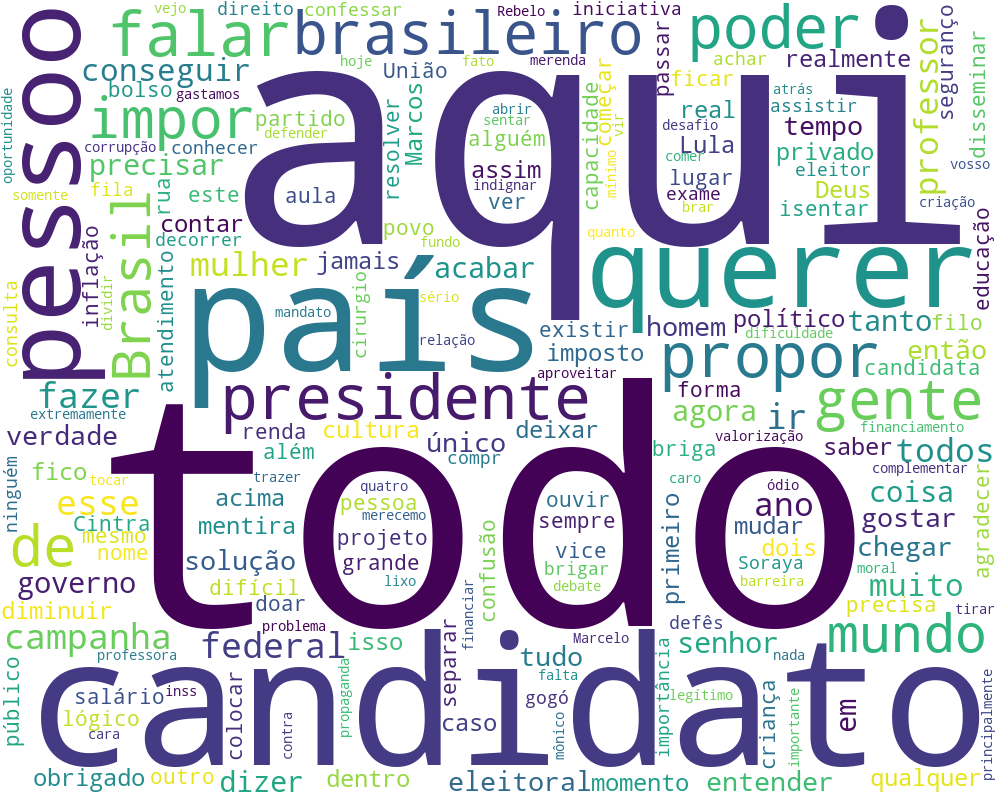 vejo
direito
confessar
Rebelo
iniciativa
falar
brasileiro
poder
achar
realmente
conseguir
hoje
União
fato
merenda
passar
ficar
segurança
bolso
gastamos
abrir
sentar
real
atrás
assistir
disseminar
oportunidade
pessoo
impor
partido
defender
resolver
Marcos
alguém
capacidade
começar
vir
desafio
tempo
professor
corrupção
conhecer
aqui
Lula
comer
privado
vosso
precisar
assim
indignar
lugar
eleitor
somente
fila
este
rua
aula
ver
mínimo
exame
Deus
criação
Brasil
contar
povo
brar
isentar
decorrer
fundo
quanto
educação
inflação
mulher
jamais
acabar
querer
consulta
dividir
atendimento
país
cirurgio
sério
mandato
existir
homem
político
tanto
filo
relação
imposto
dificuldade
propor
então
aproveitar
candidata
fazer
presidente
forma
gente
extremamente
agora
ir
financiamento
verdade
renda
cultura
único
deixar
valorização
saber
todos
além
compr
briga
complementar
fico
tocar
trazer
quatro
caro
ódio
ninguém
esse
acima
pessoa
merecemo
ouvir
ano
coisa
Cintra
mentira
todo
sempre
mudar
gostar
agradecer
mesmo
projeto
vice
primeiro
dois
de
nome
solução
grande
confusão
brigar
Soraya
chegar
governo
difícil
lixo
debate
barreira
moral
muito
diminuir
doar
financiar
defês
precisa
tirar
campanha
problema
federal
separar
isso
Marcelo
senhor
mundo
professora
tudo
importância
nada
público
salário
inss
colocar
propaganda
falta
legítimo
criança
em
lógico
cara
contra
candidato
caso
gogó
mônico
importante
principalmente
obrigado
outro
dizer
dentro
eleitoral
momento
entender
qualquer